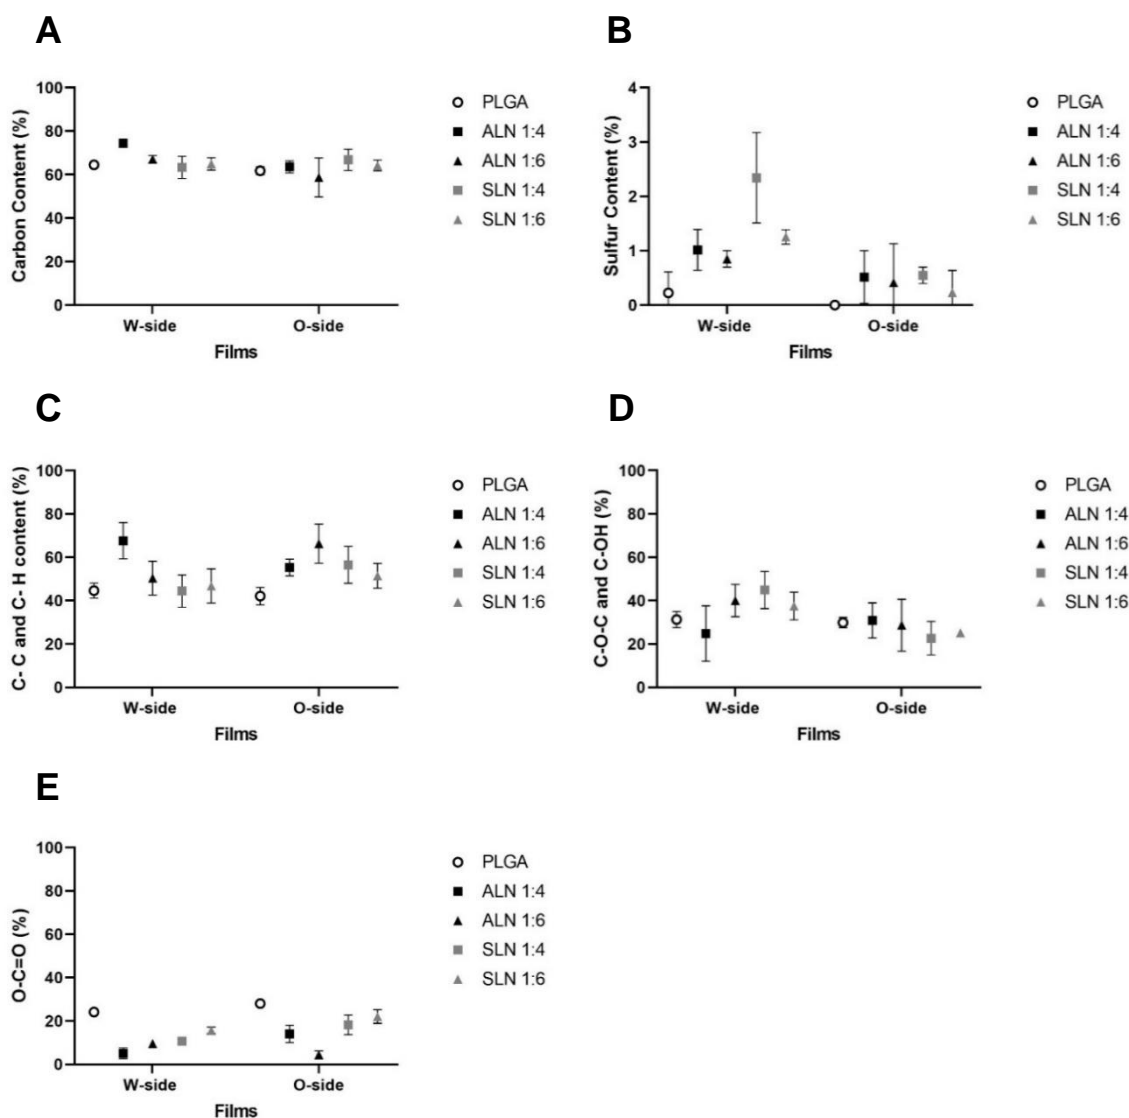 A
Carbon Content (%)
100
80
60
40
20
0
W-side O-side
Films
PLGA
ALN 1:4
ALN 1:6
SLN 1:4
SLN 1:6
B
Sulfur Content (%)
4
3
2
1
0
W-side O-side
Films
PLGA
ALN 1:4
ALN 1:6
SLN 1:4
SLN 1:6
C
C- C and C- H content (%)
100
80
60
40
20
0
W-side O-side
Films
PLGA
ALN 1:4
ALN 1:6
SLN 1:4
SLN 1:6
D
C-O-C and C-OH (%)
100
80
60
40
20
0
W-side O-side
Films
PLGA
ALN 1:4
ALN 1:6
SLN 1:4
SLN 1:6
E
O-C=O (%)
100
80
60
40
20
0
W-side O-side
Films
PLGA
ALN 1:4
ALN 1:6
SLN 1:4
SLN 1:6